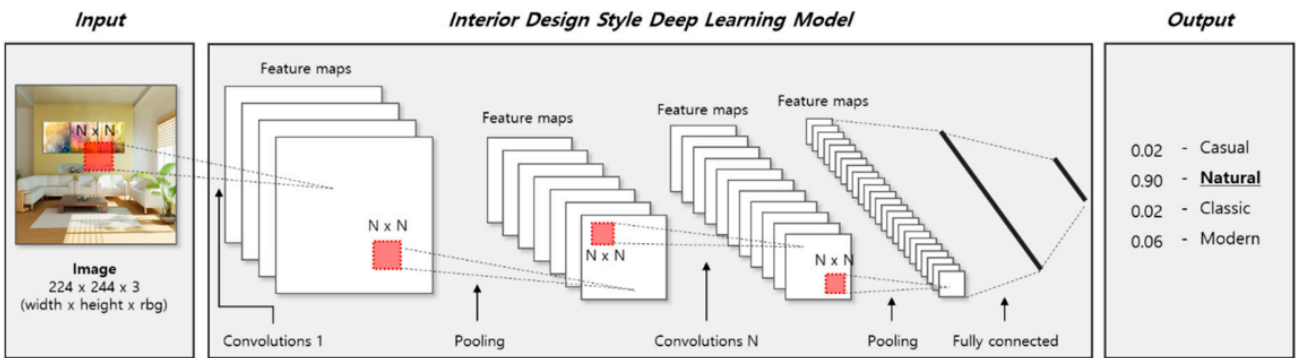 Input
Interior Design Style Deep Learning Model
Output
N x N
Image
224 x 244 x 3
(width x height x rbg)
Feature maps
Feature maps
Feature maps
Feature maps
N x N
N x N
N x N
Convolutions 1
Pooling
Convolutions N
Pooling
Fully connected
0.02 - Casual
0.90 - Natural
0.02 - Classic
0.06 - Modern